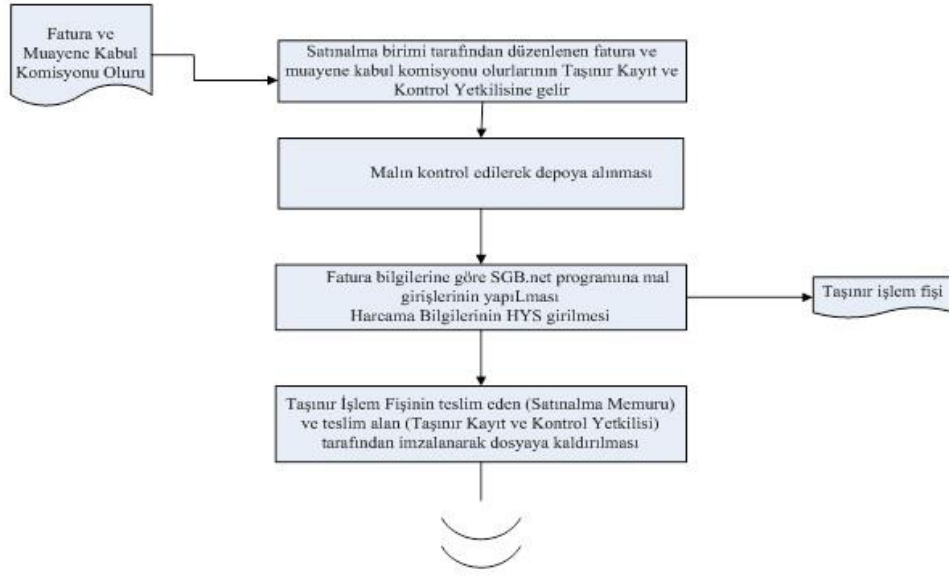 Fatura ve
Muayene Kabul
Komisyonu Oluru
Satınalma birimi tarafından düzenlenen fatura ve
muayene kabul komisyonu olurlarının Taşınır Kayıt ve
Kontrol Yetkilisine gelir
Malın kontrol edilerek depoya alınması
Fatura bilgilerine göre SGB.net programına mal
girişlerinin yapıLması
Harcama Bilgilerinin HYS girilmesi
Taşınır işlem fişi
Taşınır İşlem Fişinin teslim eden (Satınalma Memuru)
ve teslim alan (Taşınır Kayıt ve Kontrol Yetkilisi)
tarafından imzalanarak dosyaya kaldırılması